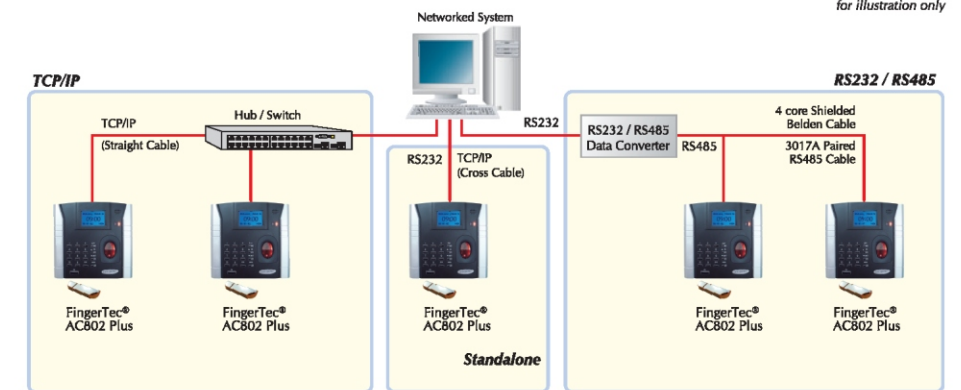 for illustration only
Networked System
TCP/IP
RS232 / RS485
TCP/IP
(Straight Cable)
Hub / Switch
RS232
TCP/IP
(Cross Cable)
RS232
RS232 / RS485
Data Converter
RS485
4 core Shielded
Belden Cable
3017A Paired
RS485 Cable
FingerTec®
AC802 Plus
FingerTec®
AC802 Plus
FingerTec®
AC802 Plus
FingerTec®
AC802 Plus
FingerTec®
AC802 Plus
Standalone